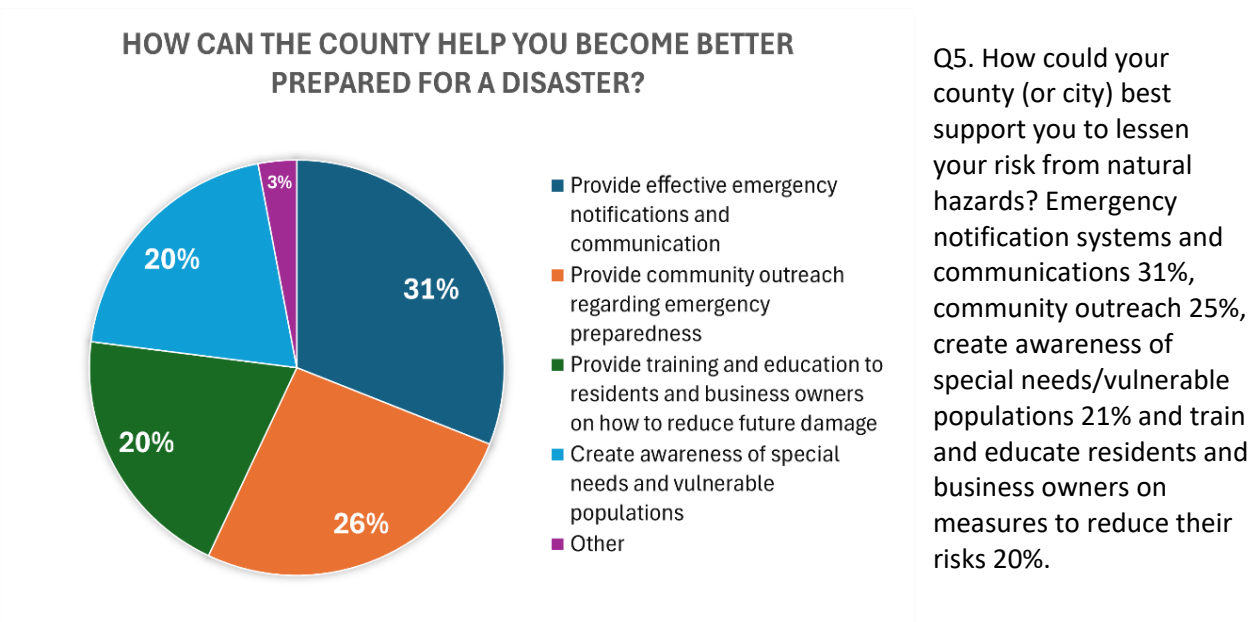 HOW CAN THE COUNTY HELP YOU BECOME BETTER
PREPARED FOR A DISASTER?
3%
20%
31%
20%
26%
Provide effective emergency
notifications and
communication
Provide community outreach
regarding emergency
preparedness
Provide training and education to
residents and business owners
on how to reduce future damage
Create awareness of special
needs and vulnerable
populations
Other
Q5. How could your
county (or city) best
support you to lessen
your risk from natural
hazards? Emergency
notification systems and
communications 31%,
community outreach 25%,
create awareness of
special needs/vulnerable
populations 21% and train
and educate residents and
business owners on
measures to reduce their
risks 20%.